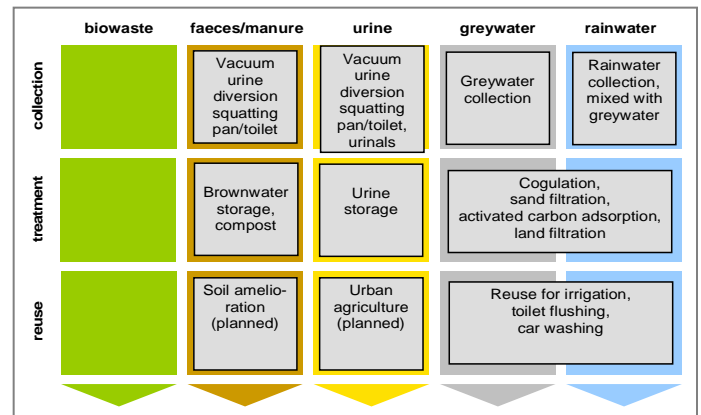 biowaste
faeces/manure
urine
greywater
rainwater
collection
Vacuum
urine
diversion
squatting
pan/toilet
Vacuum
urine
diversion
squatting
pan/toilet,
urinals
Greywater
collection
Rainwater
collection,
mixed with
greywater
treatment
Brownwater
storage,
compost
Urine
storage
Cogulation,
sand filtration,
activated carbon adsorption,
land filtration
reuse
Soil amelio-
ration
(planned)
Urban
agriculture
(planned)
Reuse for irrigation,
toilet flushing,
car washing